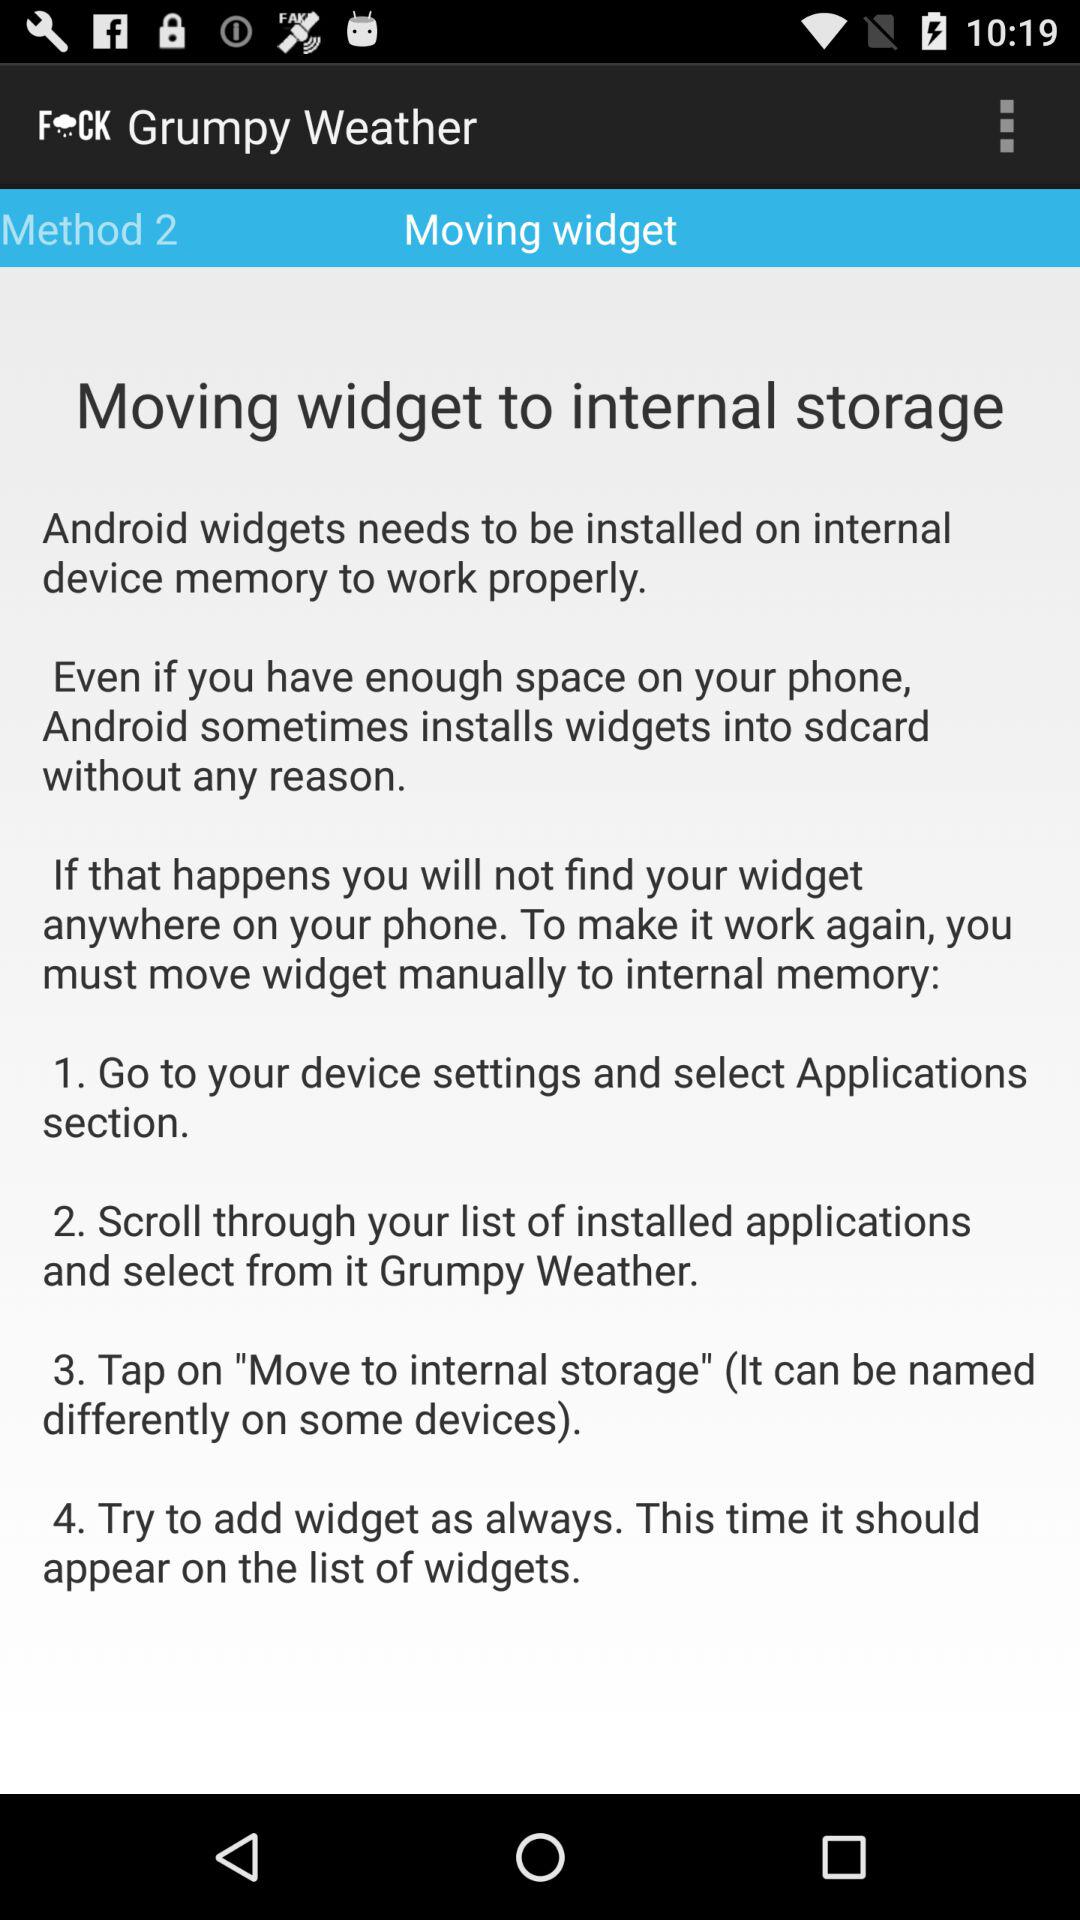 FAKE
10:19
F CK Grumpy Weather
Method 2 Moving widget
Moving widget to internal storage
Android widgets needs to be installed on internal
device memory to work properly.
Even if you have enough space on your phone,
Android sometimes installs widgets into sdcard
without any reason.
If that happens you will not find your widget
anywhere on your phone. To make it work again, you
must move widget manually to internal memory:
1. Go to your device settings and select Applications
section.
2. Scroll through your list of installed applications
and select from it Grumpy Weather.
3. Tap on "Move to internal storage" (It can be named
differently on some devices).
4. Try to add widget as always. This time it should
appear on the list of widgets.